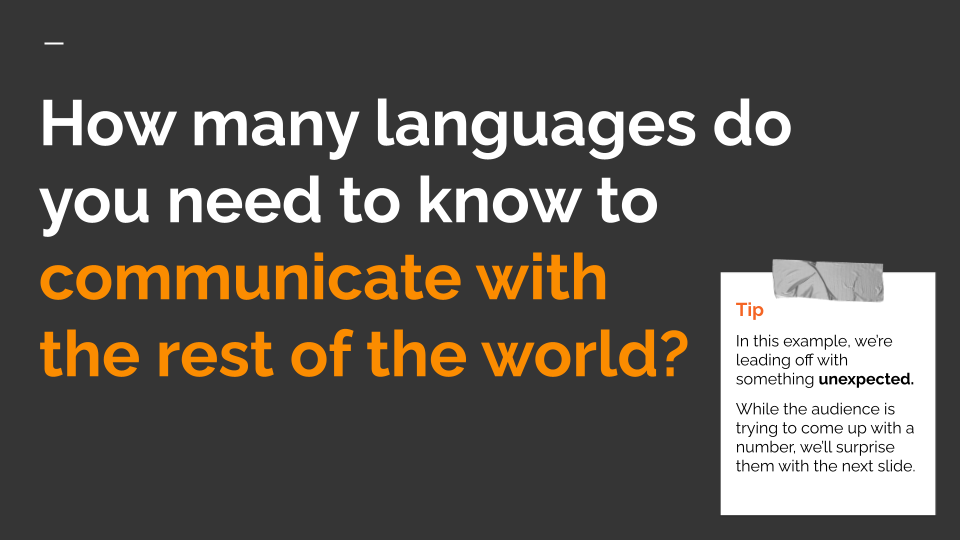 How many languages do
you need to know to
communicate with
the rest of the world?
Tip
In this example, we’re
leading off with
something unexpected.
While the audience is
trying to come up with a
number, we’ll surprise
them with the next slide.